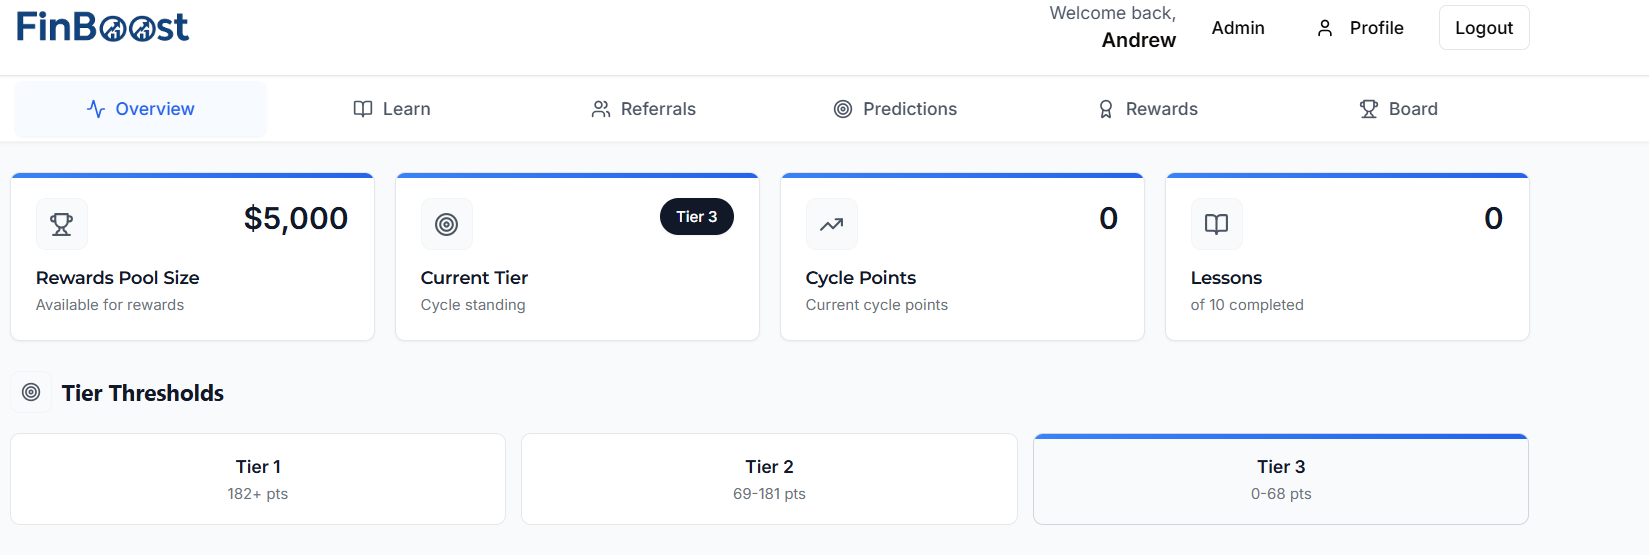 FinBoost
Welcome back,
Andrew
Admin
Profile
Logout
Overview
Learn
Referrals
Predictions
Rewards
Board
$5,000
Rewards Pool Size
Available for rewards
Tier 3
Current Tier
Cycle standing
0
Cycle Points
Current cycle points
0
Lessons
of 10 completed
Tier Thresholds
Tier 1
182+ pts
Tier 2
69-181 pts
Tier 3
0-68 pts